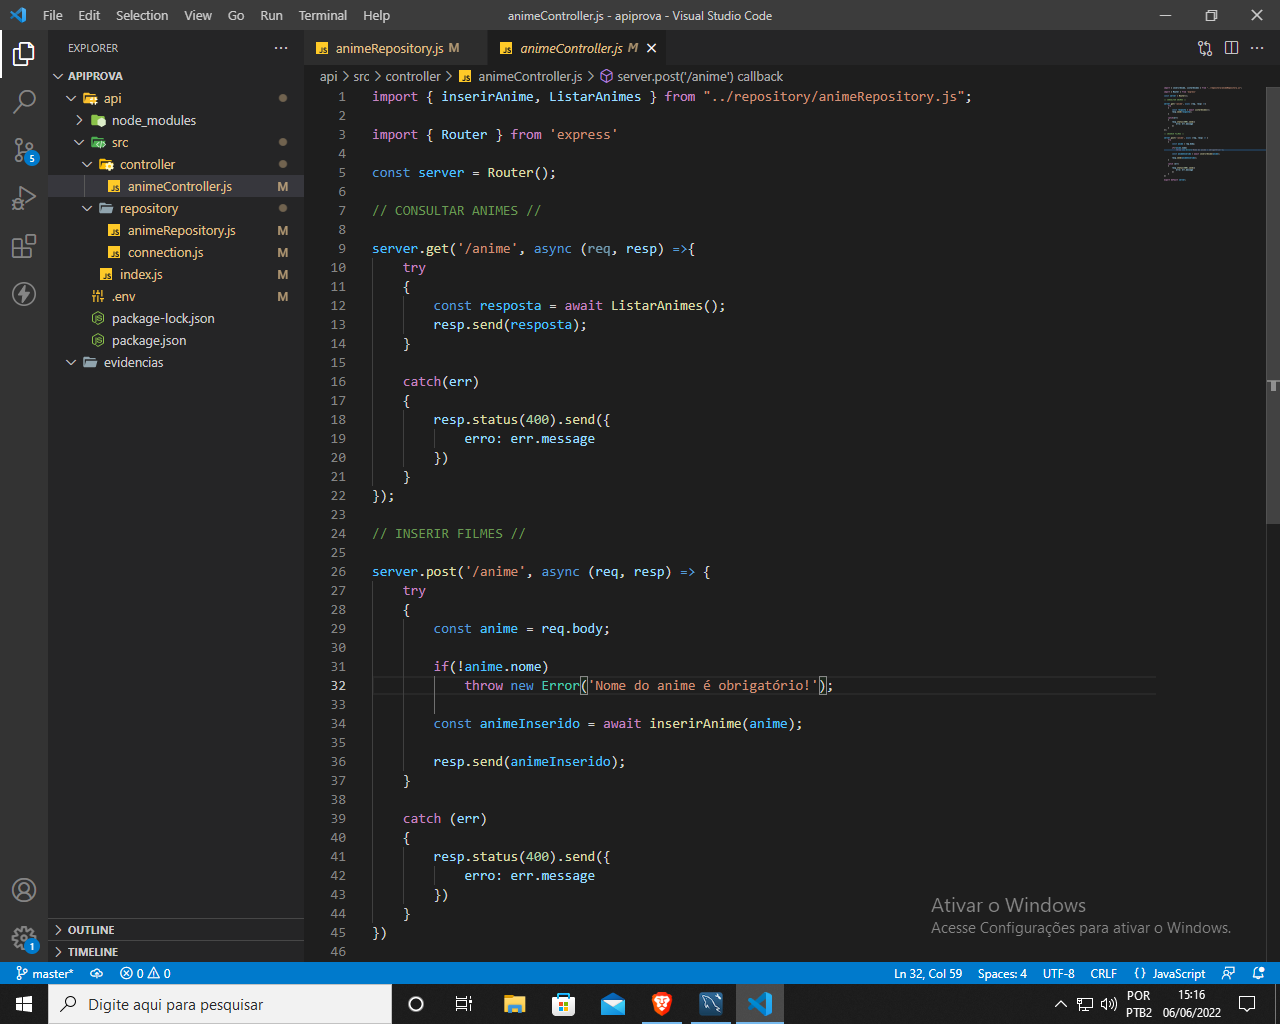 File Edit Selection View Go Run Terminal Help
animeController.js - apiprova - Visual Studio Code
EXPLORER
APIPROVA
api
node_modules
src
controller
animeController.js M
repository
animeRepository.js M
connection.js M
index.js M
.env M
package-lock.json
package.json
evidencias
OUTLINE
TIMELINE
5
1
animeRepository.js M
animeController.js M
api > src > controller > animeController.js > server.post('/anime') callback
1 import { inserirAnime, ListarAnimes } from "../repository/animeRepository.js";
2
3 import { Router } from 'express'
4
5 const server = Router();
6
7 // CONSULTAR ANIMES //
8
9 server.get('/anime', async (req, resp) =>{
10 try
11 {
12 const resposta = await ListarAnimes();
13 resp.send(resposta);
14 }
15
16 catch(err)
17 {
18 resp.status(400).send({
19 erro: err.message
20 })
21 }
22 });
23
24 // INSERIR FILMES //
25
26 server.post('/anime', async (req, resp) => {
27 try
28 {
29 const anime = req.body;
30
31 if(!anime.nome)
32 throw new Error('Nome do anime é obrigatório!');
33
34 const animeInserido = await inserirAnime(anime);
35
36 resp.send(animeInserido);
37 }
38
39 catch (err)
40 {
41 resp.status(400).send({
42 erro: err.message
43 })
44 }
45 })
46
Ativar o Windows
Acesse Configurações para ativar o Windows.
master* 0 0 Ln 32, Col 59 Spaces: 4 UTF-8 CRLF {} JavaScript
Digite aqui para pesquisar
POR
PTB2
15:16
06/06/2022